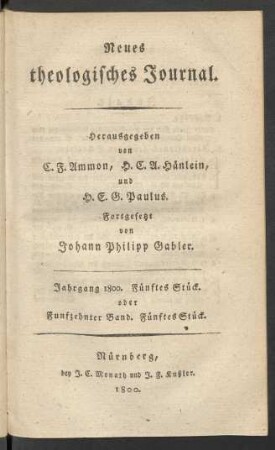 Neues
theologisches Journal.
Herausgegeben
von
C. F. Ammon, H. C. A. Hänlein,
und
H. E. G. Paulus.
Fortgesetzt
von
Johann Philipp Gabler.
Jahrgang 1800. Fünftes Stück.
oder
Funfzehnter Band. Fünftes Stück.
Nürnberg,
bey J. C. Monath und J. F. Kußler.
1800.